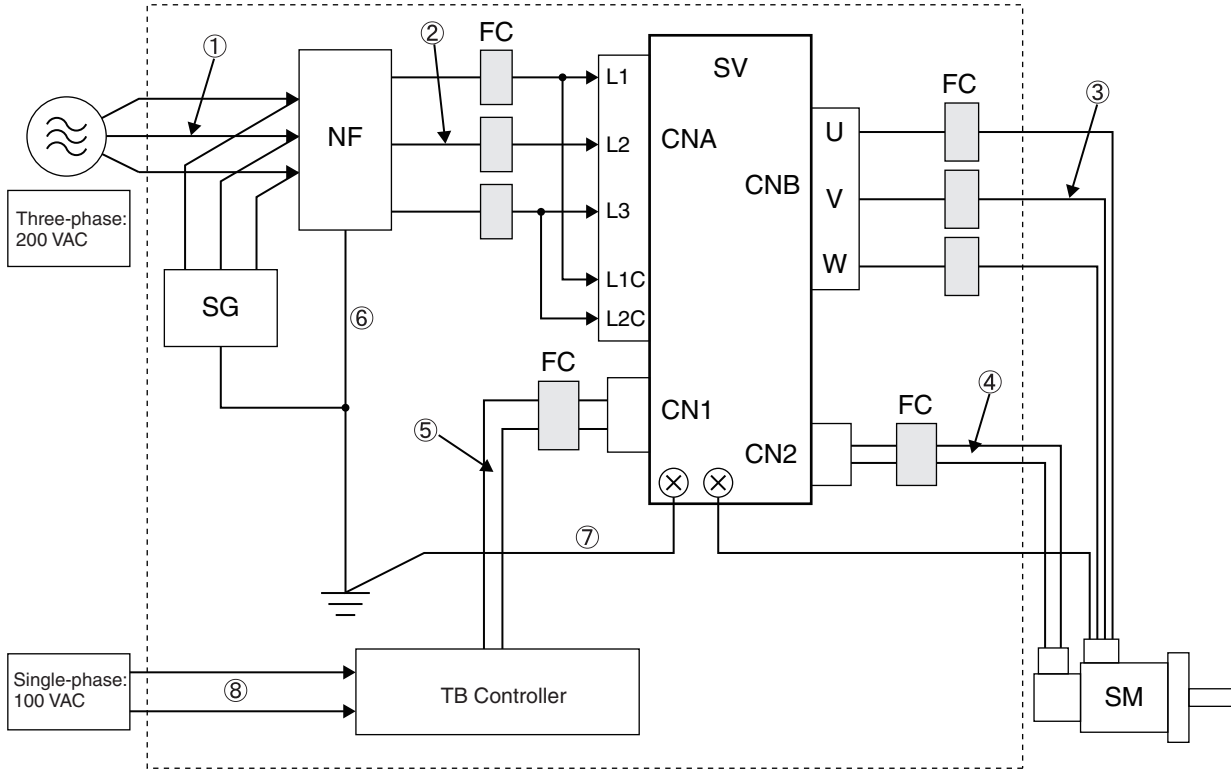 ①
②
FC
NF
L1
SV
FC
③
L2
CNA
U
CNB
V
L3
W
Three-phase:
200 VAC
SG
L1C
L2C
⑥
FC
④
CN1
FC
⑤
CN2
⑦
Single-phase:
100 VAC
⑧
TB Controller
SM